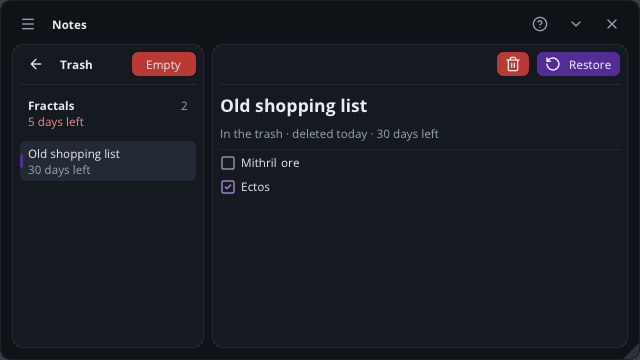 Notes
Trash
Empty
Fractals 2
5 days left
Old shopping list
30 days left
Restore
Old shopping list
In the trash · deleted today · 30 days left
Mithril ore
Ectos